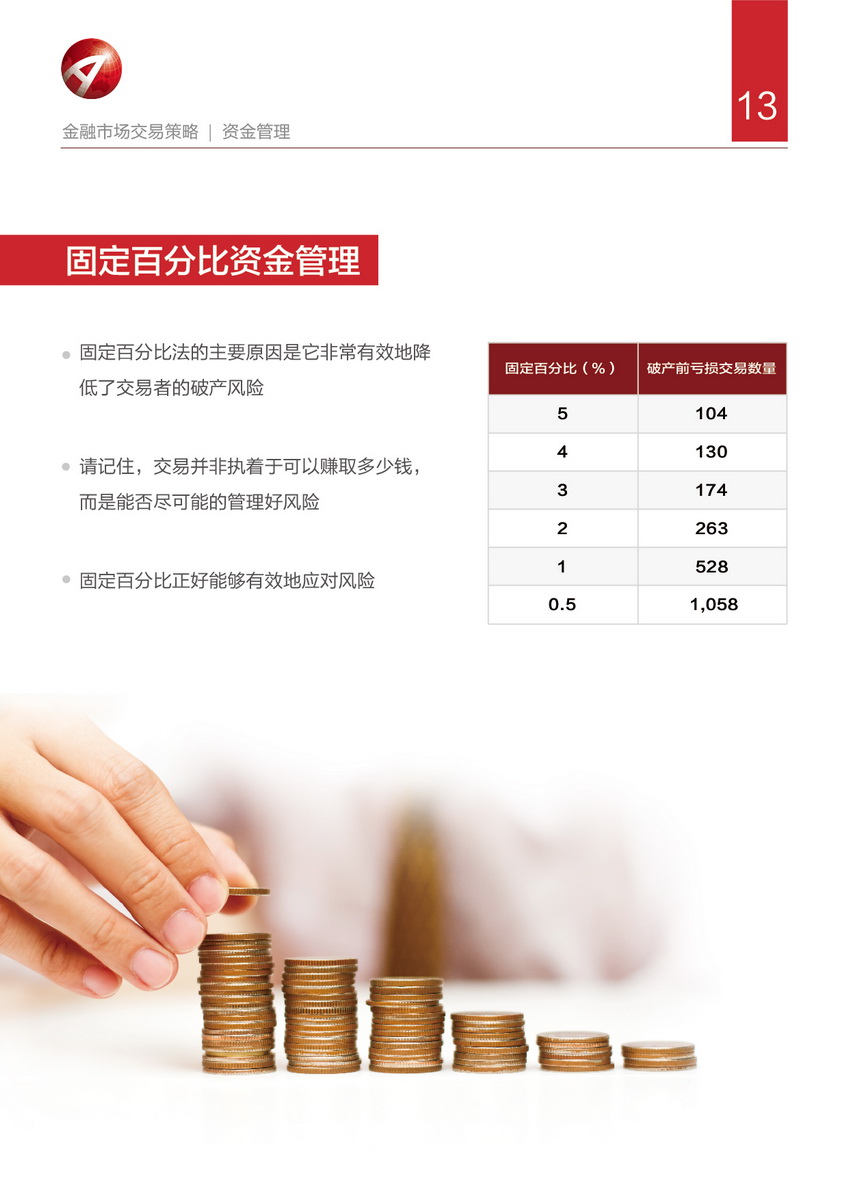 13
金融市场交易策略 | 资金管理
固定百分比资金管理
固定百分比法的主要原因是它非常有效地降
低了交易者的破产风险
请记住，交易并非执着于可以赚取多少钱，
而是能否尽可能的管理好风险
固定百分比正好能够有效地应对风险
固定百分比（%） 破产前亏损交易数量
5 104
4 130
3 174
2 263
1 528
0.5 1,058